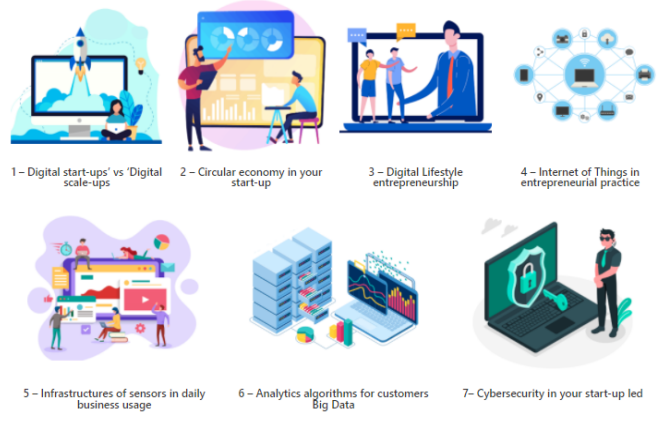 1 – Digital start-ups' vs 'Digital
scale-ups
2 – Circular economy in your
start-up
3 – Digital Lifestyle
entrepreneurship
4 – Internet of Things in
entrepreneurial practice
5 – Infrastructures of sensors in daily
business usage
6 – Analytics algorithms for customers
Big Data
7– Cybersecurity in your start-up led